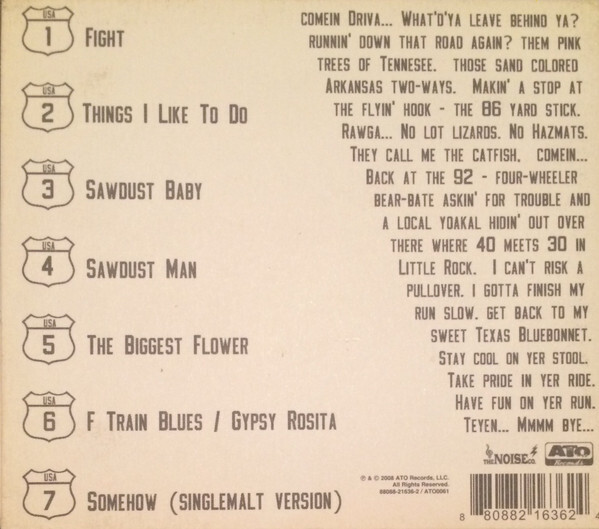 USA
1 Fight
USA
2 Things I Like To Do
USA
3 Sawdust Baby
USA
4 Sawdust Man
USA
5 The Biggest Flower
USA
6 F Train Blues / Gypsy Rosita
USA
7 Somehow (singlemalt version)
comein Driva... What'd'ya leave behind ya?
runnin' down that road again? them pink
trees of Tennesee. those sand colored
Arkansas two-ways. Makin' a stop at
the flyin' hook - the 86 yard stick.
Rawga... No lot lizards. No Hazmats.
They call me the catfish. comein...
Back at the 92 - four-wheeler
bear-bate askin' for trouble and
a local yoakal hidin' out over
there where 40 meets 30 in
Little Rock. I can't risk a
pullover. i gotta finish my
run slow. get back to my
sweet Texas Bluebonnet.
Stay cool on yer stool.
Take pride in yer ride.
Have fun on yer run.
Teyen... Mmmm bye...
THE NOISE CO.
ATO
Records
℗ & © 2008 ATO Records, LLC.
All Rights Reserved.
88088-21636-2 / ATO0061
8 80882 16362 4